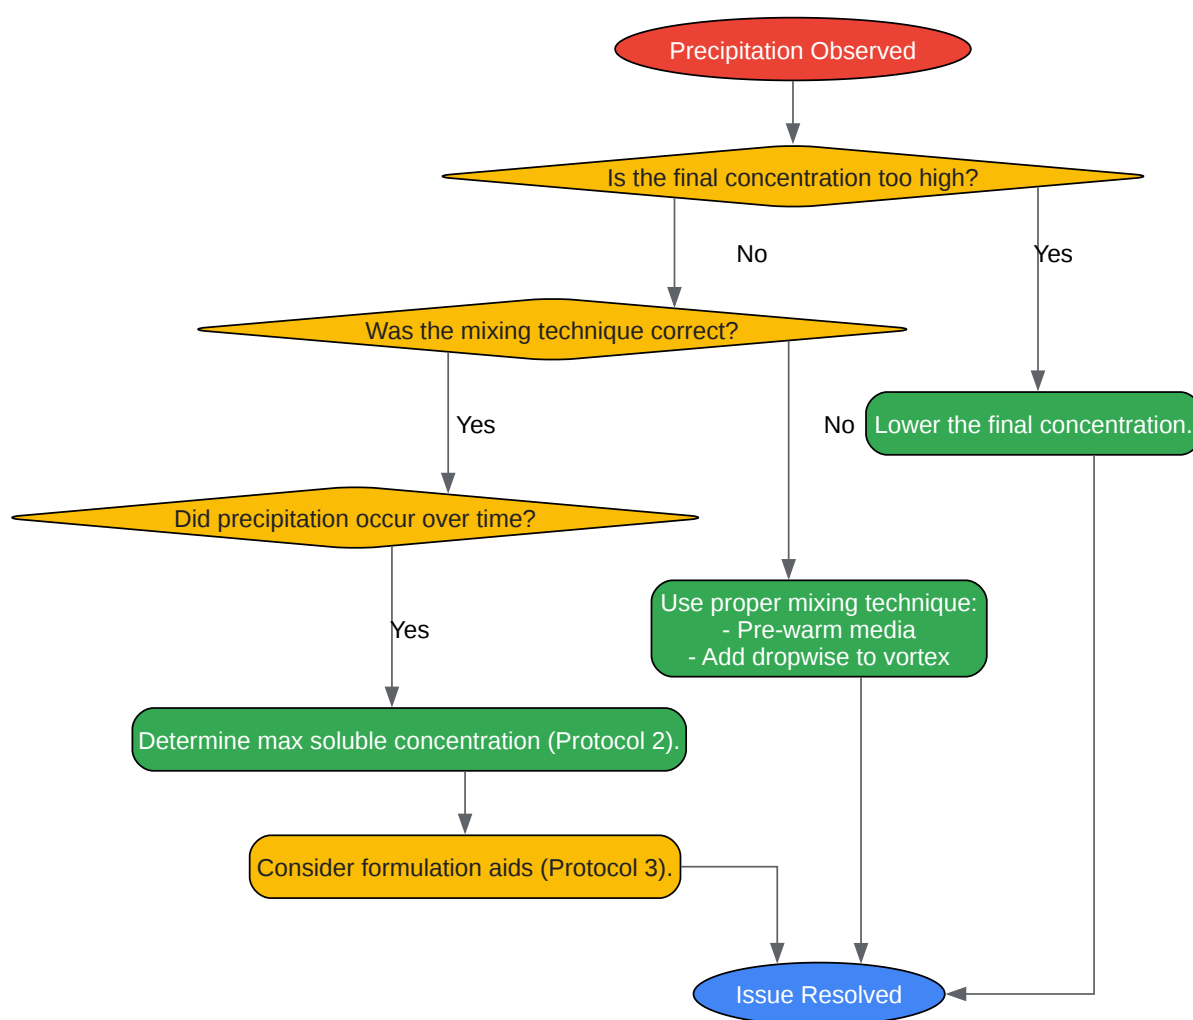 Precipitation Observed
Is the final concentration too high?
No
Yes
Was the mixing technique correct?
Yes
No
Lower the final concentration.
Did precipitation occur over time?
Yes
Use proper mixing technique:
- Pre-warm media
- Add dropwise to vortex
Determine max soluble concentration (Protocol 2).
Consider formulation aids (Protocol 3).
Issue Resolved